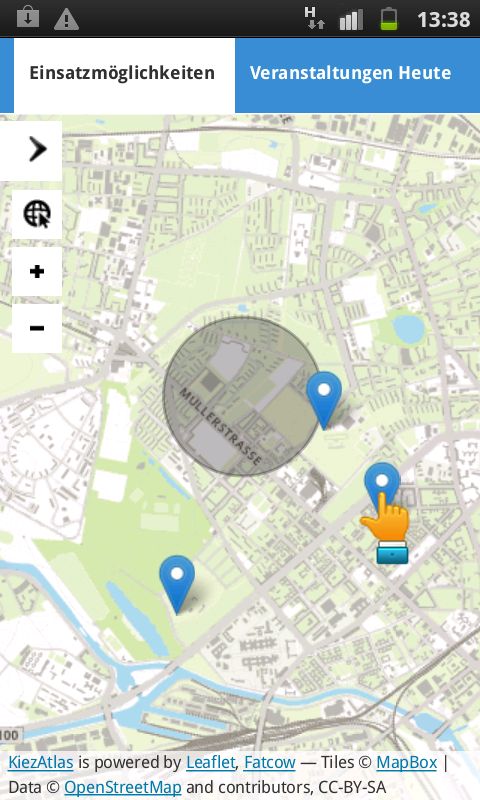 H
13:38
Einsatzmöglichkeiten
Veranstaltungen Heute
+
−
MÜLLERSTRASSE
100
KiezAtlas is powered by Leaflet, Fatcow — Tiles © MapBox |
Data © OpenStreetMap and contributors, CC-BY-SA